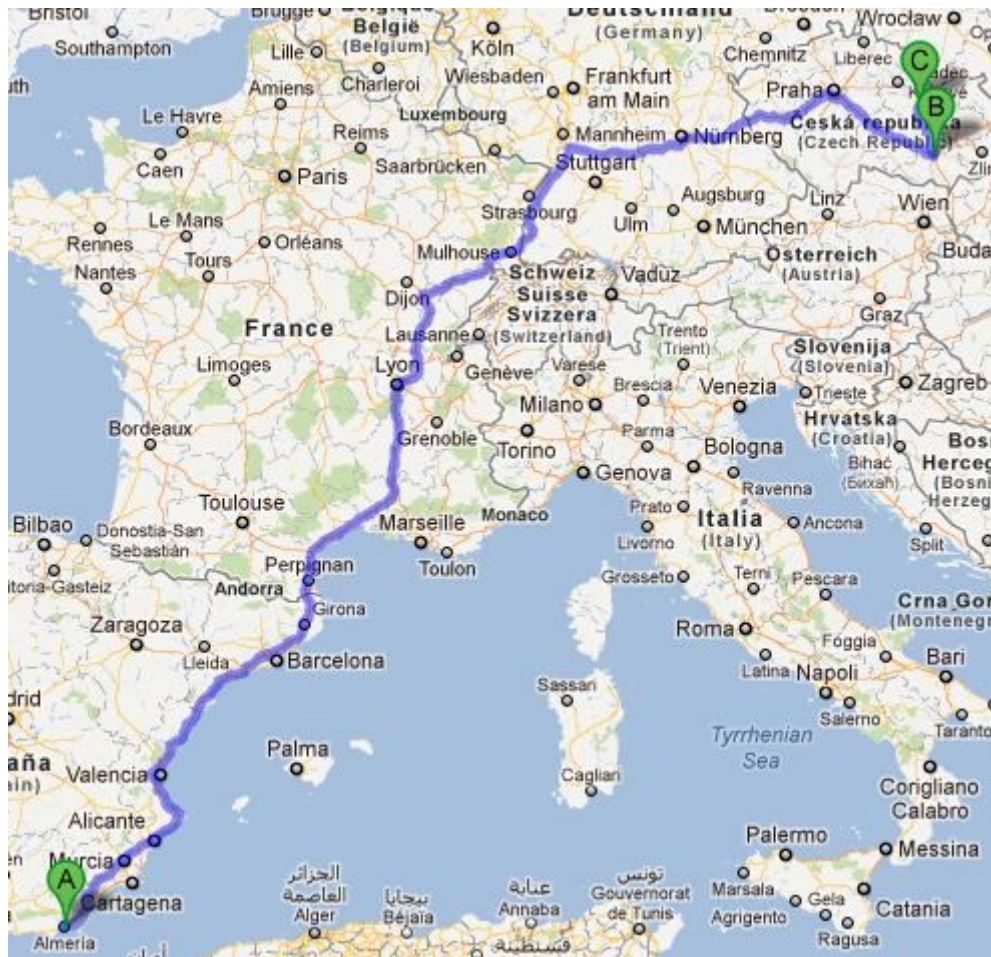 Bristol
Brugge
België
(Belgium)
Deutschland
(Germany)
Dresden
Wrocław
Southampton
Lille
Köln
Chemnitz
Liberec
C
Charleroi
Wiesbaden
Frankfurt
am Main
Praha
Amiens
Luxembourg
B
Le Havre
Reims
Mannheim
Nürnberg
Česká republika
(Czech Republic)
Caen
Saarbrücken
Stuttgart
Paris
Strasbourg
Augsburg
Linz
Wien
Le Mans
Ulm
München
Rennes
Orléans
Mulhouse
Nantes
Tours
Schweiz
Suisse
Svizzera
(Switzerland)
Vaduz
Österreich
(Austria)
Dijon
Graz
France
Lausanne
Trento
(Trient)
Slovenija
(Slovenia)
Limoges
Lyon
Genève
Varese
Brescia
Venezia
Trieste
Zagreb
Milano
Hrvatska
(Croatia)
Bordeaux
Grenoble
Torino
Parma
Bologna
Bihać
(Бихаћ)
Genova
Ravenna
Toulouse
Marseille
Monaco
Prato
Italia
(Italy)
Ancona
Bilbao
Donostia-San
Sebastián
Toulon
Livorno
Split
Perpignan
Andorra
Grosseto
Terni
Pescara
Girona
Zaragoza
Roma
Foggia
Lleida
Barcelona
Latina
Napoli
Bari
Sassari
Salerno
Taranto
Palma
Tyrrhenian
Sea
Valencia
Cagliari
Corigliano
Calabro
Alicante
Palermo
Messina
Murcia
A
Cartagena
الجزائر
العاصمة
Alger
بجاية
Béjaïa
عنابة
Annaba
تونس
Gouvernorat
de Tunis
Marsala
Gela
Catania
Agrigento
Ragusa
Almería
قسنطينة